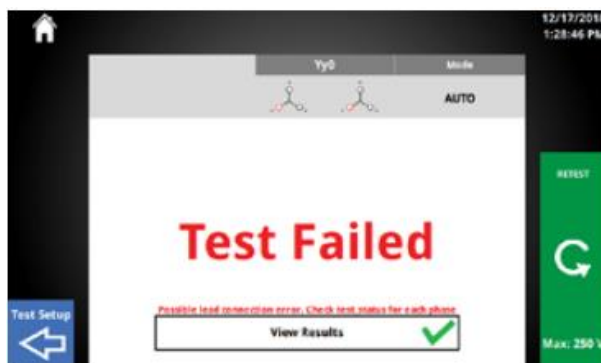 12/17/201
1:28:46 PM
Yy0
Mode
AUTO
RETEST
Test Failed
Possible lead connection error. Check test status for each phase
View Results
Test Setup
Max: 250 V